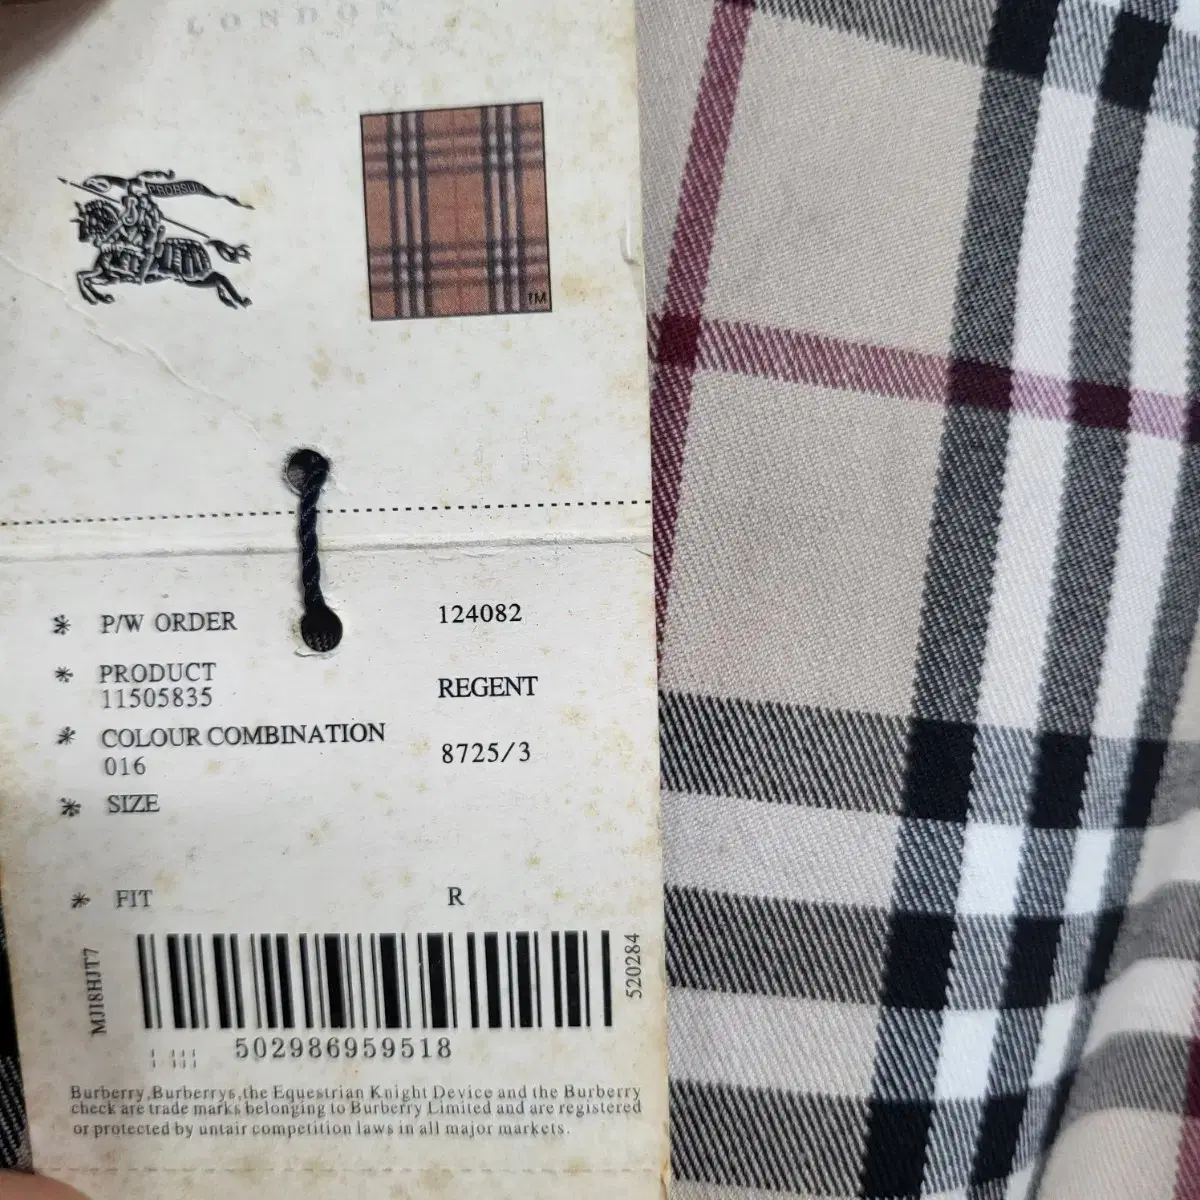 LONDON
PRORSUM
TM
* P/W ORDER 124082
* PRODUCT
11505835 REGENT
* COLOUR COMBINATION
016 8725/3
* SIZE
* FIT R
MJI8HJT7
520284
502986959518
Burberry,Burberrys,the Equestrian Knight Device and the Burberry
check are trade marks belonging to Burberry Limited and are registered
or protected by untair competition laws in all major markets.